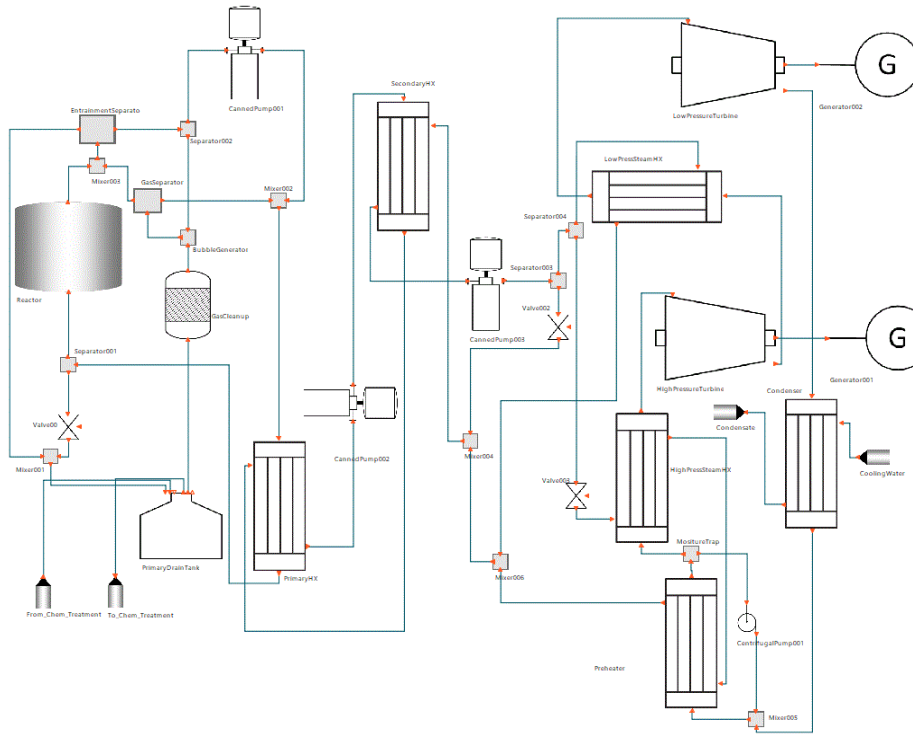 CannedPump001
SecondaryHX
G
LowPressureTurbine
Generator002
EntrainmentSeparato
Separator002
Mixer003
GasSeparator
Mixer002
LowPressSteamHX
Separator004
BubbleGenerator
Separator003
Reactor
GasCleanup
Valve002
CannedPump003
G
HighPressureTurbine
Generator001
Separator001
Condenser
Valve00
Condensate
Mixer001
CannedPump002
Mixer004
HighPressSteamHX
CoolingWater
Valve003
MoistureTrap
PrimaryDrainTank
PrimaryHX
Mixer006
From_Chem_Treatment
To_Chem_Treatment
CentrifugalPump001
Preheater
Mixer005